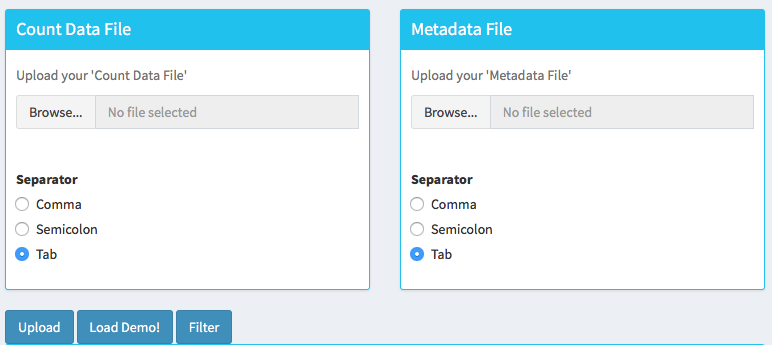 Count Data File
Upload your 'Count Data File'
Browse... No file selected
Separator
Comma
Semicolon
Tab
Metadata File
Upload your 'Metadata File'
Browse... No file selected
Separator
Comma
Semicolon
Tab
Upload Load Demo! Filter